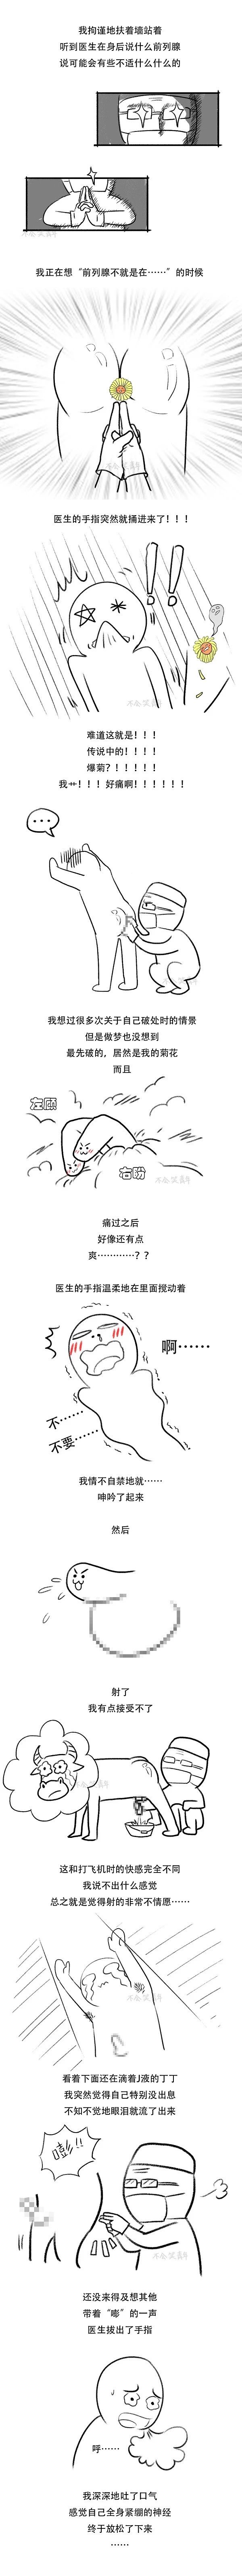 我拘谨地扶着墙站着
听到医生在身后说什么前列腺
说可能会有些不适什么什么的
我正在想“前列腺不就是在……”的时候
医生的手指突然就捅进来了！！！
难道这就是！！！
传说中的！！！！
爆菊？！！！！！
我艹！！！好痛啊！！！！！！
我想过很多次关于自己破处时的情景
但是做梦也没想到
最先破的，居然是我的菊花
而且
左顾
右盼
痛过之后
好像还有点
爽…………？？
医生的手指温柔地在里面搅动着
啊……
不……
不要……
我情不自禁地就……
呻吟了起来
然后
射了
我有点接受不了
这和打飞机时的快感完全不同
我说不出什么感觉
总之就是觉得射的非常不情愿……
看着下面还在滴着J液的丁丁
我突然觉得自己特别没出息
不知不觉地眼泪就流了出来
嘭!!
还没来得及想其他
带着“嘭”的一声
医生拔出了手指
呼……
我深深地吐了口气
感觉自己全身紧绷的神经
终于放松了下来
……